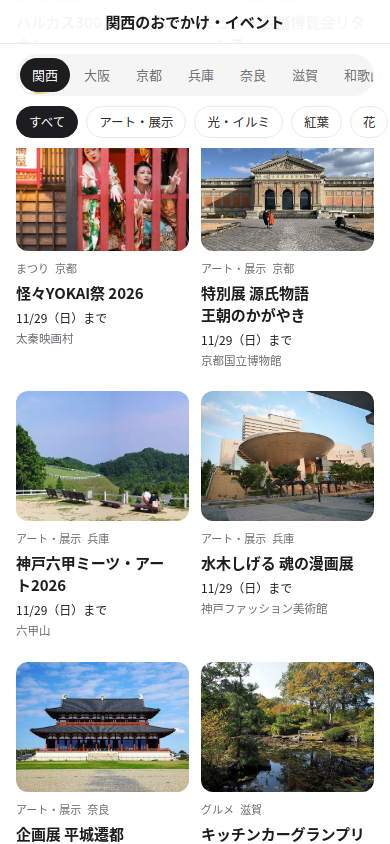 関西のおでかけ・イベント
関西 大阪 京都 兵庫 奈良 滋賀
すべて アート・展示 光・イルミ 紅葉 花
まつり 京都
怪々YOKAI祭 2026
11/29（日）まで
太秦映画村
アート・展示 京都
特別展 源氏物語
王朝のかがやき
11/29（日）まで
京都国立博物館
アート・展示 兵庫
神戸六甲ミーツ・アー
ト2026
11/29（日）まで
六甲山
アート・展示 兵庫
水木しげる 魂の漫画展
11/29（日）まで
神戸ファッション美術館
アート・展示 奈良
企画展 平城遷都
グルメ 滋賀
キッチンカーグランプリ